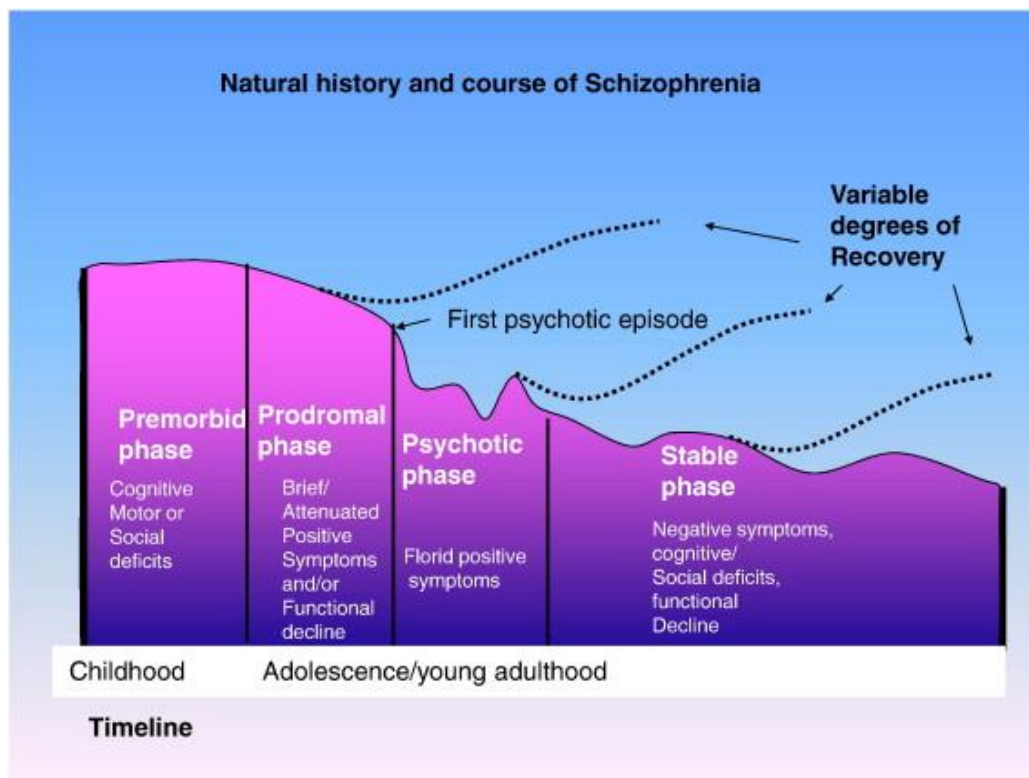 Natural history and course of Schizophrenia
Variable
degrees of
Recovery
First psychotic episode
Premorbid
phase
Cognitive
Motor or
Social
deficits
Prodromal
phase
Brief/
Attenuated
Positive
Symptoms
and/or
Functional
decline
Psychotic
phase
Florid positive
symptoms
Stable
phase
Negative symptoms,
cognitive/
Social deficits,
functional
Decline
Childhood
Adolescence/young adulthood
Timeline